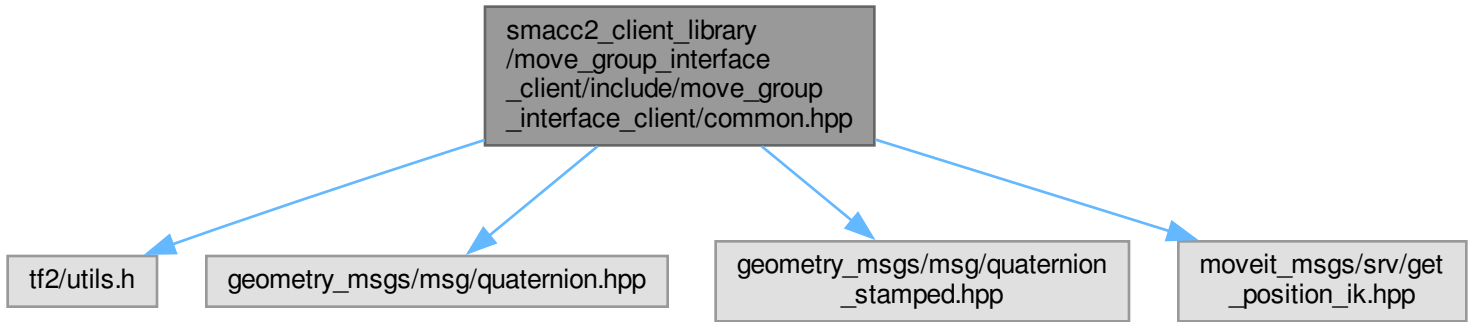 smacc2_client_library
/move_group_interface
_client/include/move_group
_interface_client/common.hpp
tf2/utils.h
geometry_msgs/msg/quaternion.hpp
geometry_msgs/msg/quaternion
_stamped.hpp
moveit_msgs/srv/get
_position_ik.hpp